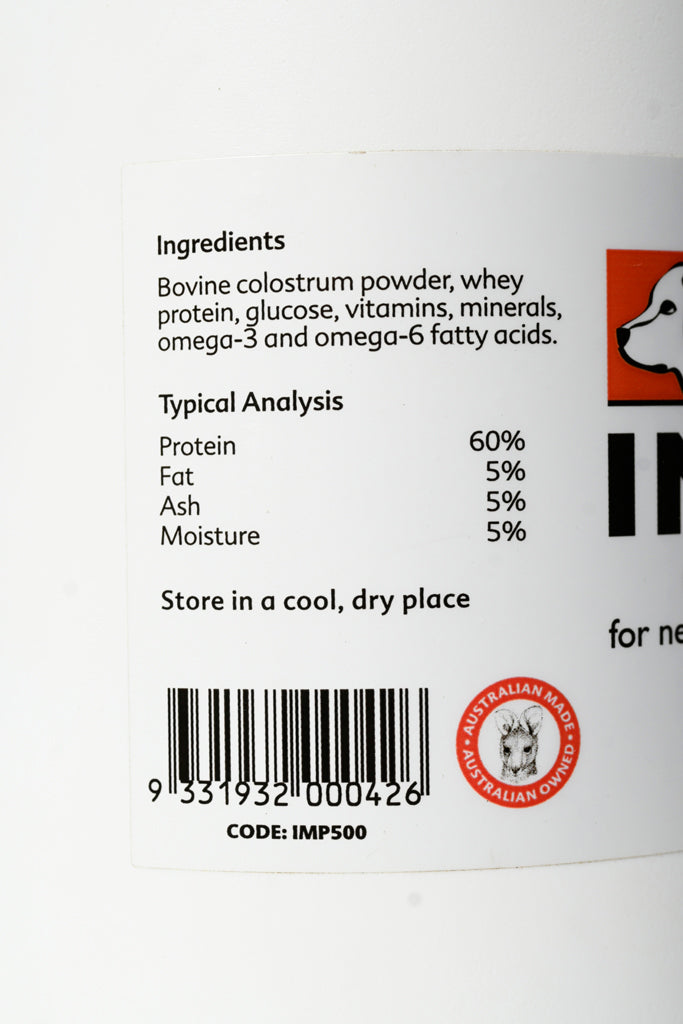 Ingredients
Bovine colostrum powder, whey
protein, glucose, vitamins, minerals,
omega-3 and omega-6 fatty acids.
Typical Analysis
Protein 60%
Fat 5%
Ash 5%
Moisture 5%
Store in a cool, dry place
9 331932 000426
CODE: IMP500
• AUSTRALIAN MADE •
AUSTRALIAN OWNED
for